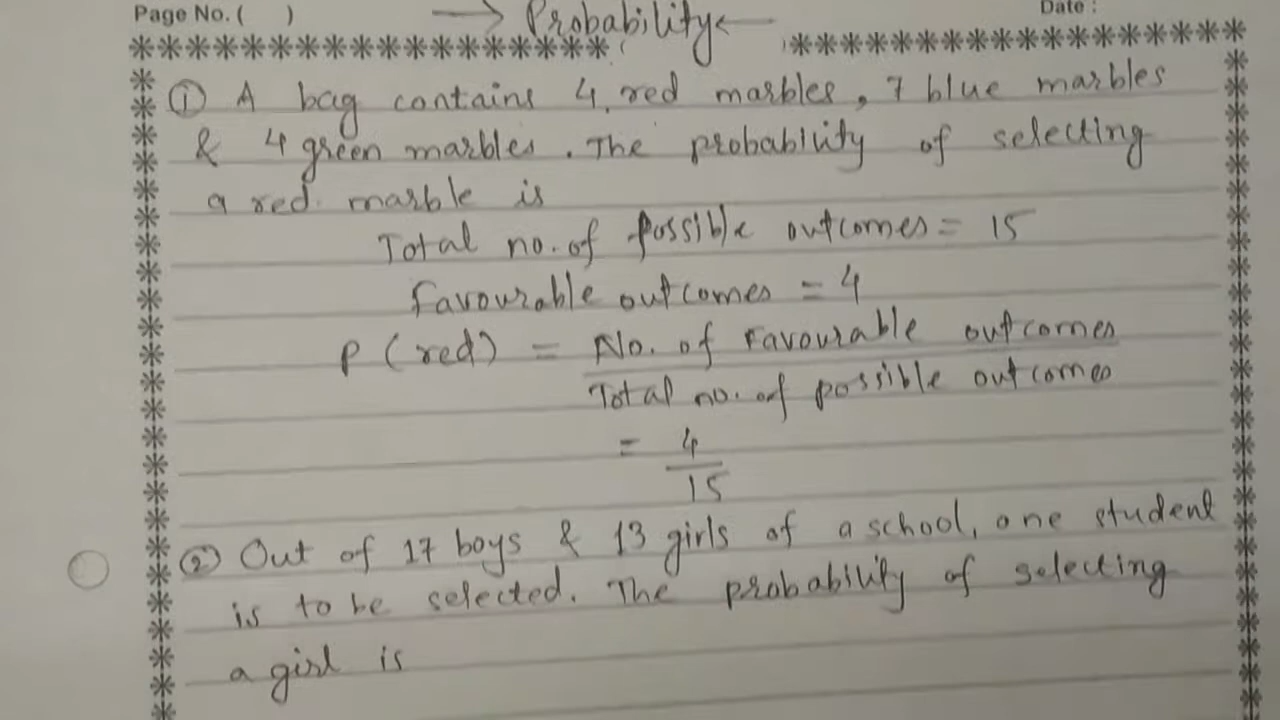 Page No. ( ) → Probability ← Date :
① A bag contains 4 red marbles, 7 blue marbles
& 4 green marbles. The probability of selecting
a red marble is
Total no. of possible outcomes = 15
Favourable outcomes = 4
P (red) = No. of Favourable outcomes
Total no. of possible outcomes
= 4
15
② Out of 17 boys & 13 girls of a school, one student
is to be selected. The probability of selecting
a girl is